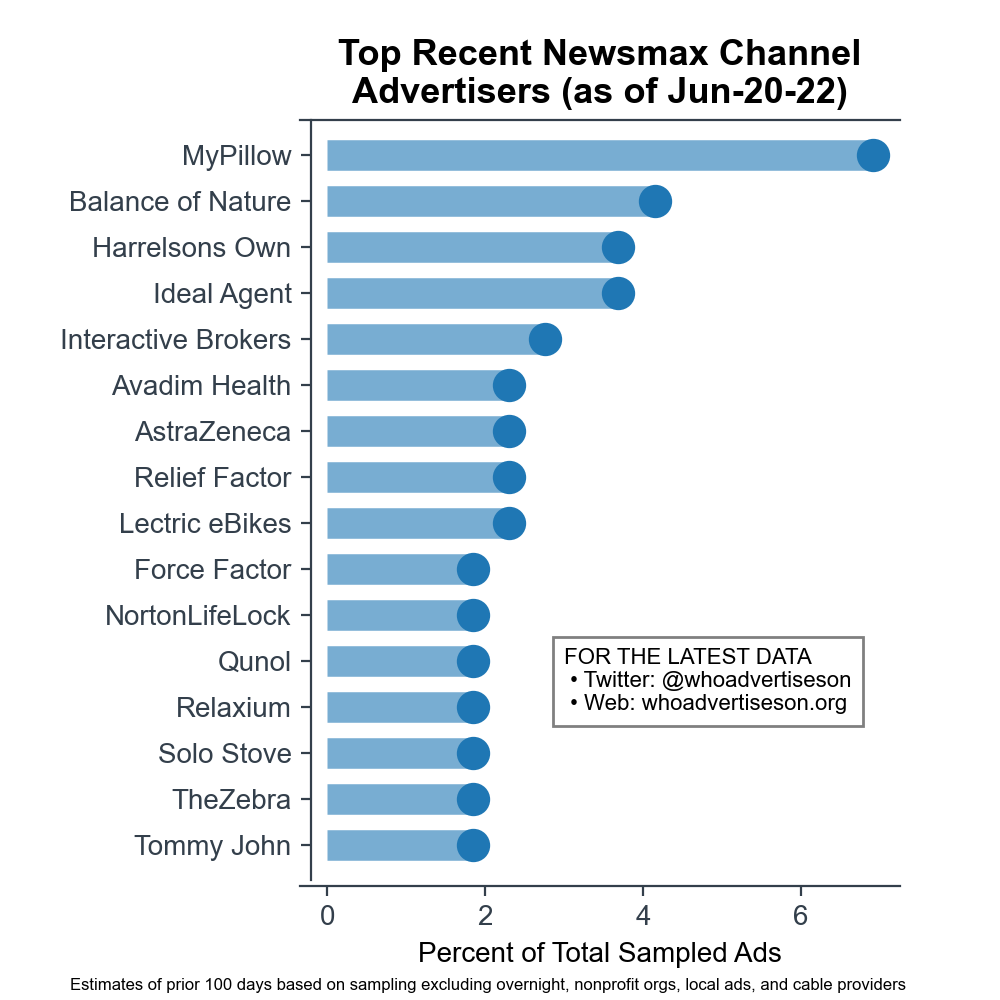 Top Recent Newsmax Channel
Advertisers (as of Jun-20-22)
MyPillow
Balance of Nature
Harrelsons Own
Ideal Agent
Interactive Brokers
Avadim Health
AstraZeneca
Relief Factor
Lectric eBikes
Force Factor
NortonLifeLock
Qunol
Relaxium
Solo Stove
TheZebra
Tommy John
FOR THE LATEST DATA
• Twitter: @whoadvertiseson
• Web: whoadvertiseson.org
0 2 4 6
Percent of Total Sampled Ads
Estimates of prior 100 days based on sampling excluding overnight, nonprofit orgs, local ads, and cable providers